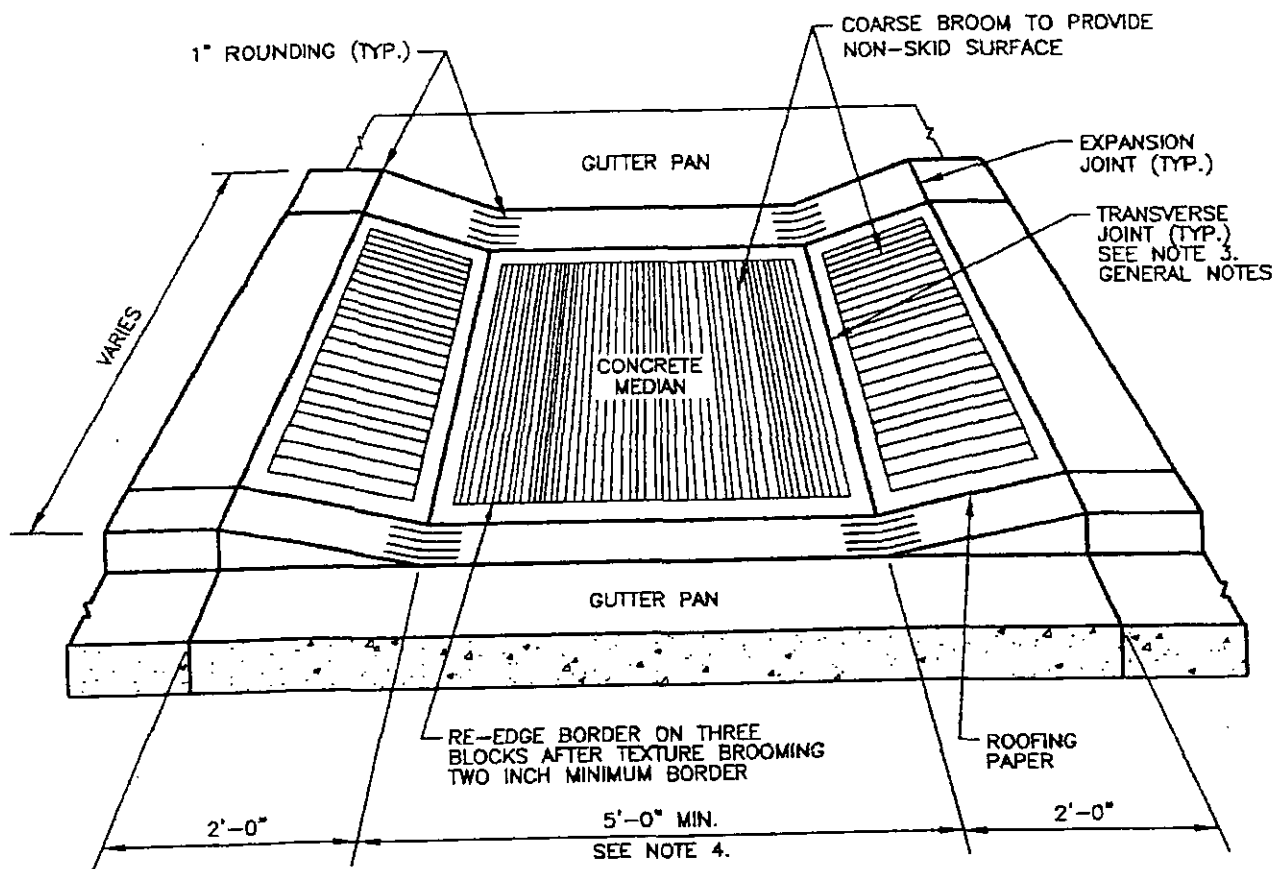 1" ROUNDING (TYP.)
COARSE BROOM TO PROVIDE
NON-SKID SURFACE
GUTTER PAN
EXPANSION
JOINT (TYP.)
TRANSVERSE
JOINT (TYP.)
SEE NOTE 3.
GENERAL NOTES
VARIES
CONCRETE
MEDIAN
GUTTER PAN
RE-EDGE BORDER ON THREE
BLOCKS AFTER TEXTURE BROOMING
TWO INCH MINIMUM BORDER
ROOFING
PAPER
2'-0"
5'-0" MIN.
2'-0"
SEE NOTE 4.